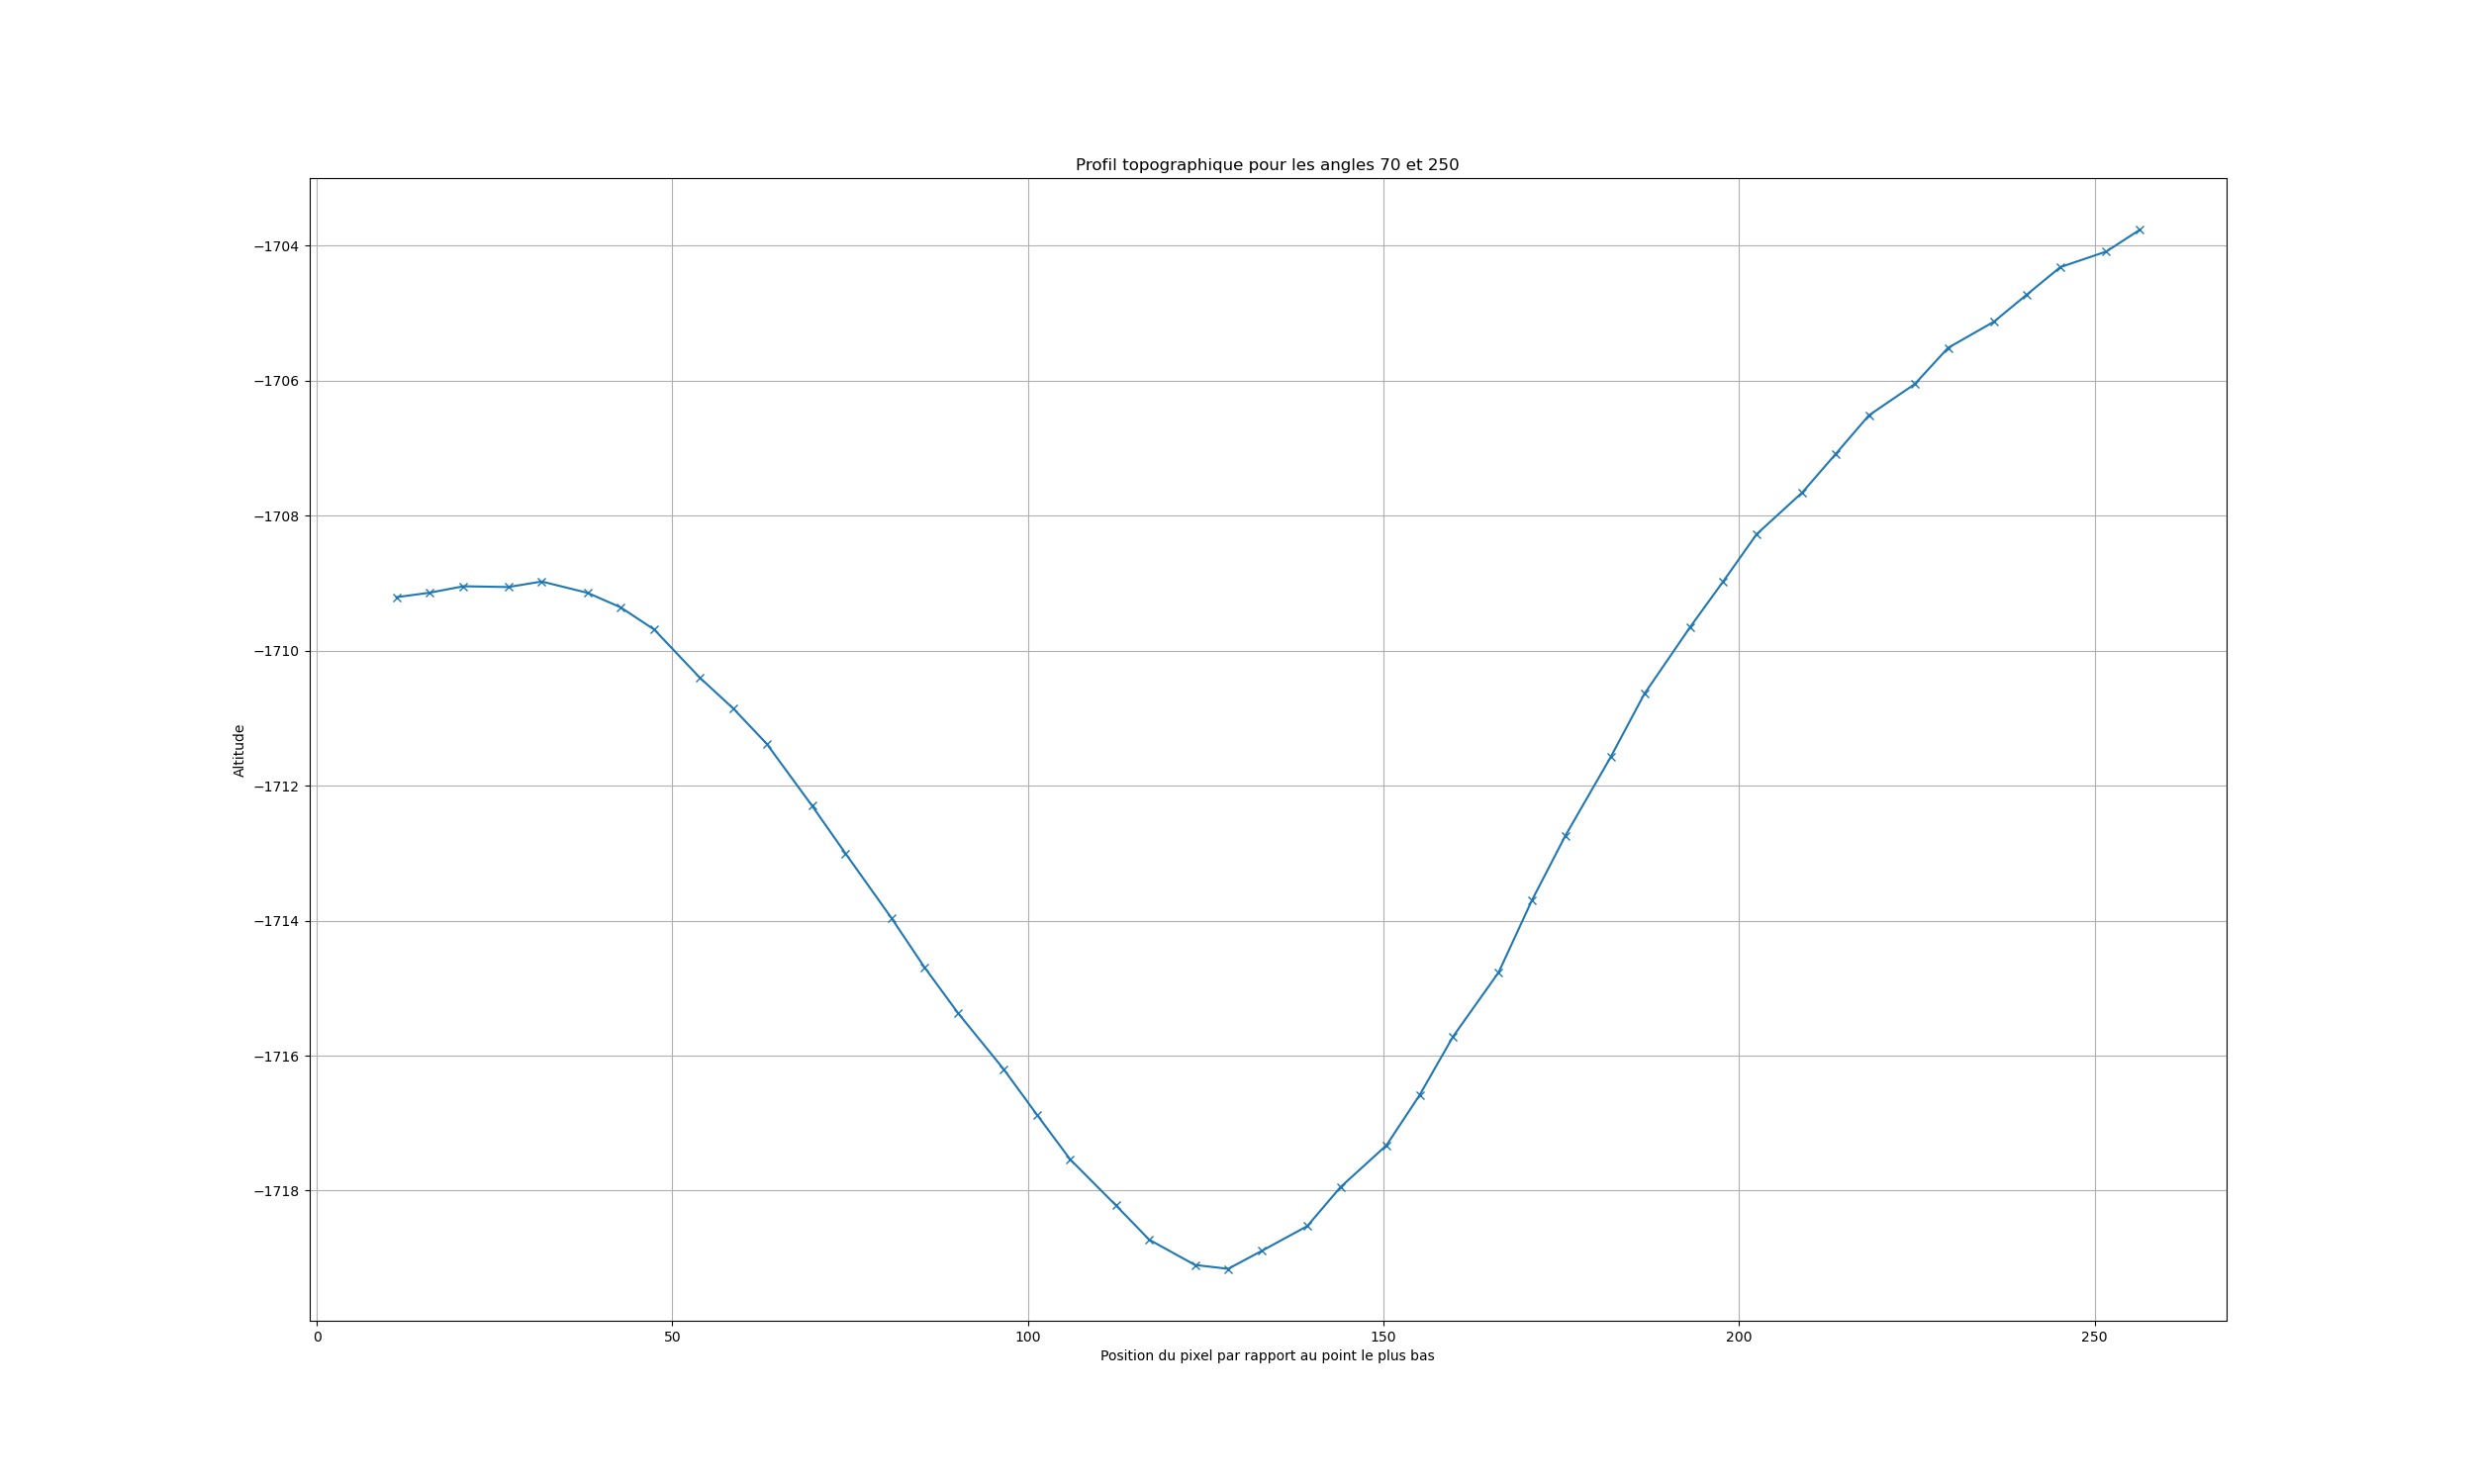 Profil topographique pour les angles 70 et 250
−1704
−1706
−1708
−1710
−1712
−1714
−1716
−1718
Altitude
0 50 100 150 200 250
Position du pixel par rapport au point le plus bas